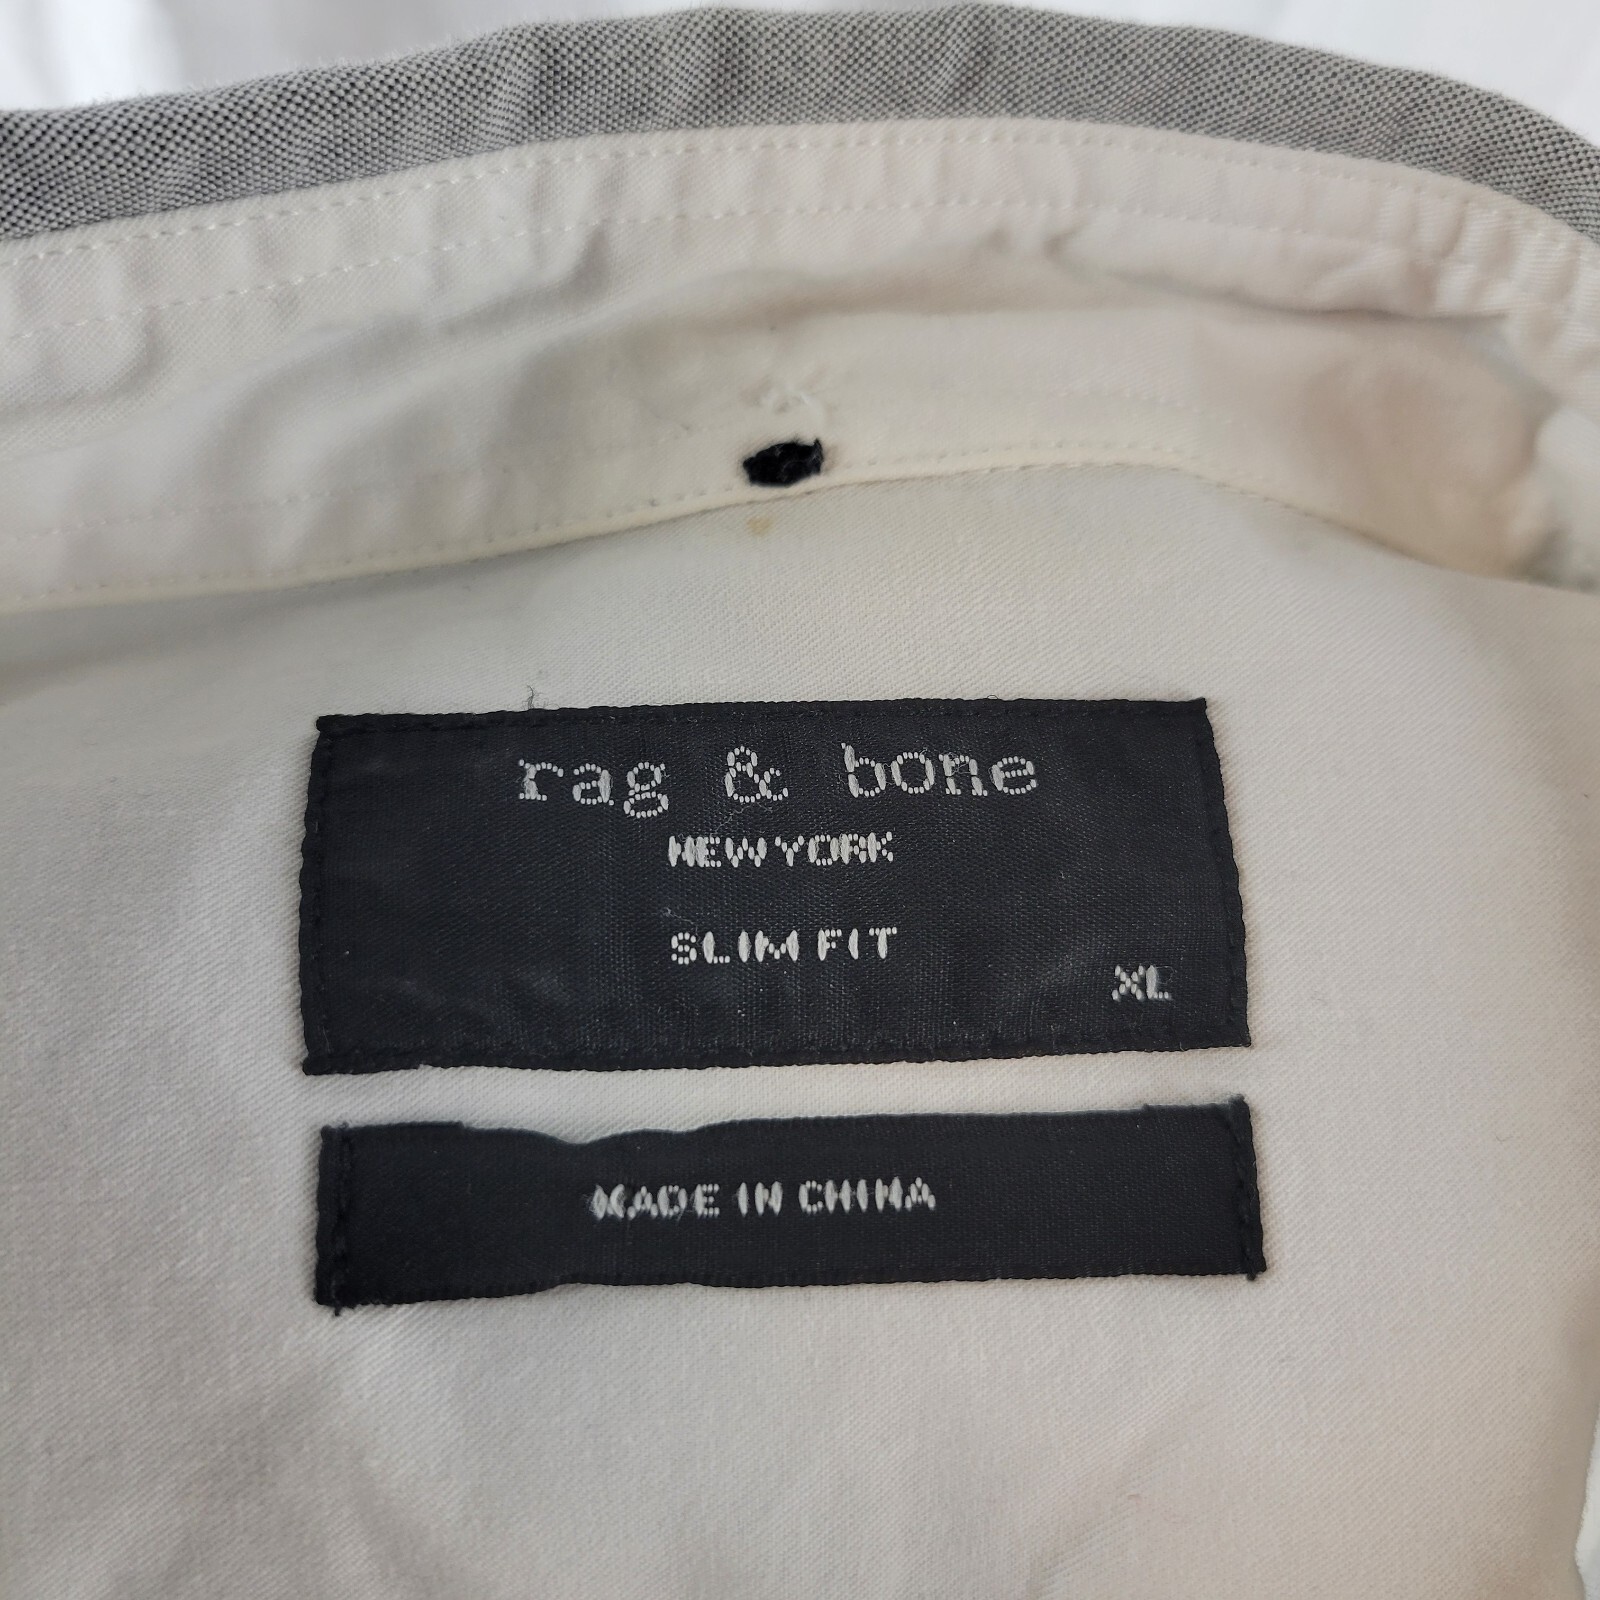 rag & bone
NEW YORK
SLIM FIT
XL
MADE IN CHINA